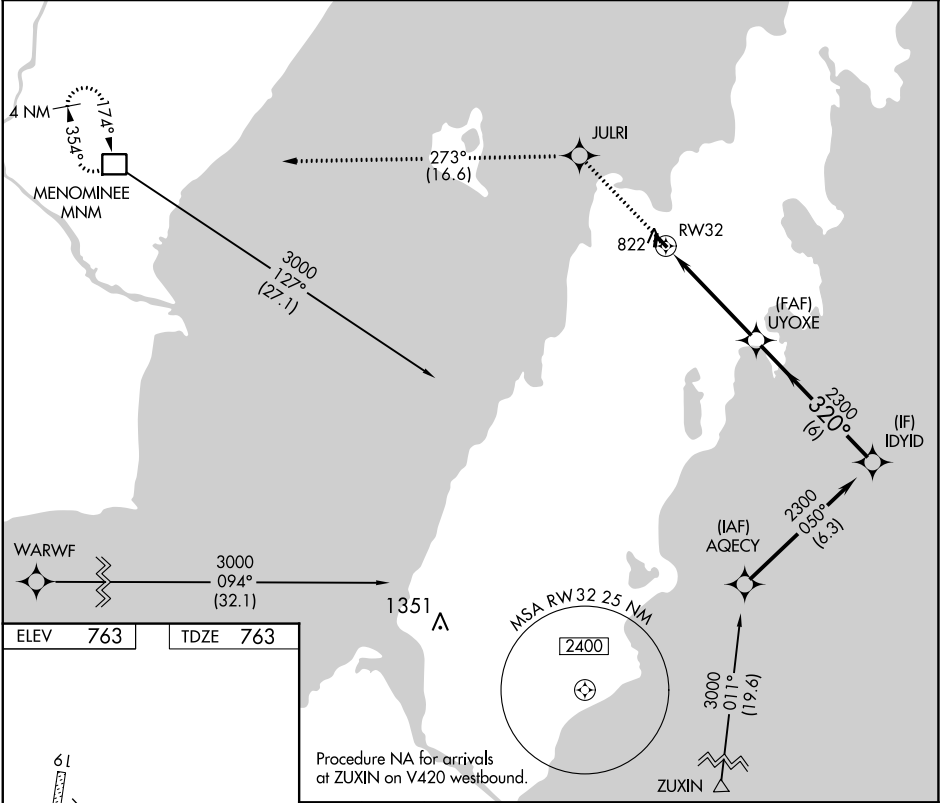 4 NM
174°
354°
MENOMINEE
MNM
273°
(16.6)
JULRI
822
RW32
3000
127°
(27.1)
(FAF)
UYOXE
2300
320°
(6)
(IF)
IDYID
2300
050°
(6.3)
(IAF)
AQECY
WARWF
3000
094°
(32.1)
1351
MSA RW32 25 NM
2400
3000
011°
(19.6)
ZUXIN
ELEV 763
TDZE 763
19
Procedure NA for arrivals
at ZUXIN on V420 westbound.